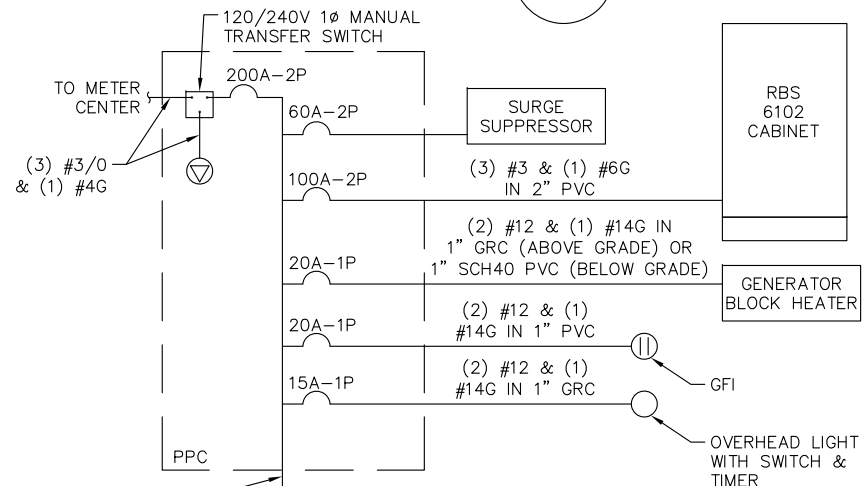 120/240V 1ø MANUAL
TRANSFER SWITCH
TO METER
CENTER
200A-2P
60A-2P
SURGE
SUPPRESSOR
RBS
6102
CABINET
(3) #3/0
& (1) #4G
100A-2P
(3) #3 & (1) #6G
IN 2" PVC
(2) #12 & (1) #14G IN
1" GRC (ABOVE GRADE) OR
1" SCH40 PVC (BELOW GRADE)
20A-1P
GENERATOR
BLOCK HEATER
20A-1P
(2) #12 & (1)
#14G IN 1" PVC
GFI
15A-1P
(2) #12 & (1)
#14G IN 1" GRC
OVERHEAD LIGHT
WITH SWITCH &
TIMER
PPC